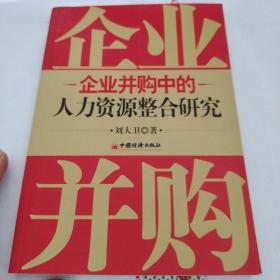 企业
企业并购中的
人力资源整合研究
刘大卫◎著
中国经济出版社
并购